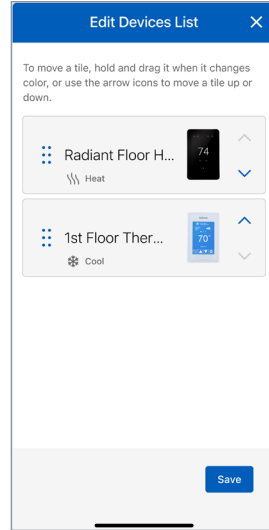 Edit Devices List
To move a tile, hold and drag it when it changes
color, or use the arrow icons to move a tile up or
down.
Radiant Floor H...
74
Heat
1st Floor Ther...
70°
Cool
Save